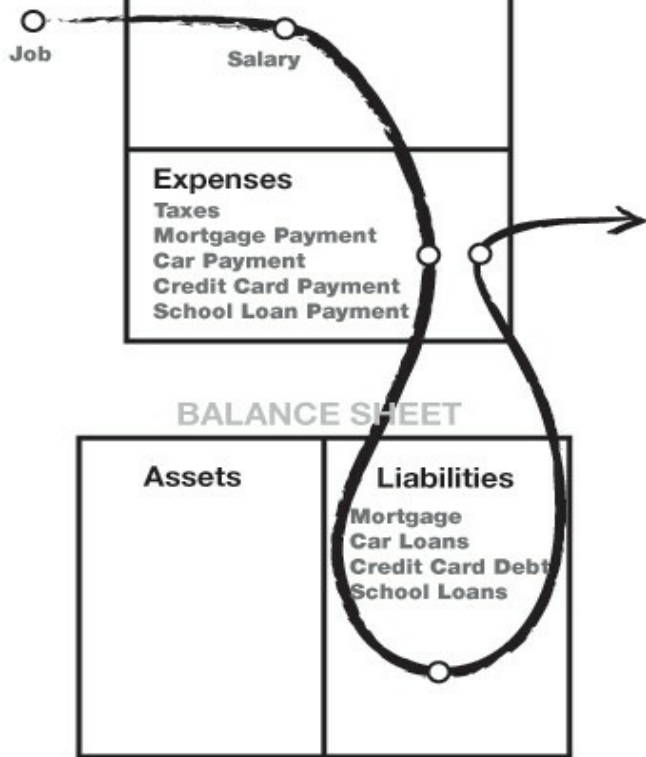 Job
Salary
Expenses
Taxes
Mortgage Payment
Car Payment
Credit Card Payment
School Loan Payment
BALANCE SHEET
Assets
Liabilities
Mortgage
Car Loans
Credit Card Debt
School Loans